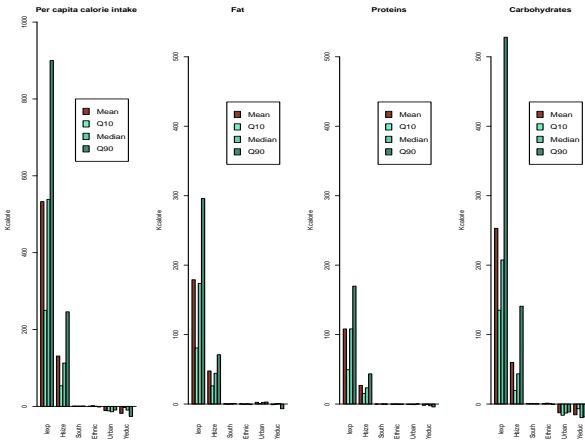 Per capita calorie intake
Fat
Proteins
Carbohydrates
Kcalorie
0
200
400
600
800
1000
Mean
Q10
Median
Q90
lexp
Hsize
South
Ethnic
Urban
Yeduc
Kcalorie
0
100
200
300
400
500
Mean
Q10
Median
Q90
lexp
Hsize
South
Ethnic
Urban
Yeduc
Kcalorie
0
100
200
300
400
500
Mean
Q10
Median
Q90
lexp
Hsize
South
Ethnic
Urban
Yeduc
Kcalorie
0
100
200
300
400
500
Mean
Q10
Median
Q90
lexp
Hsize
South
Ethnic
Urban
Yeduc